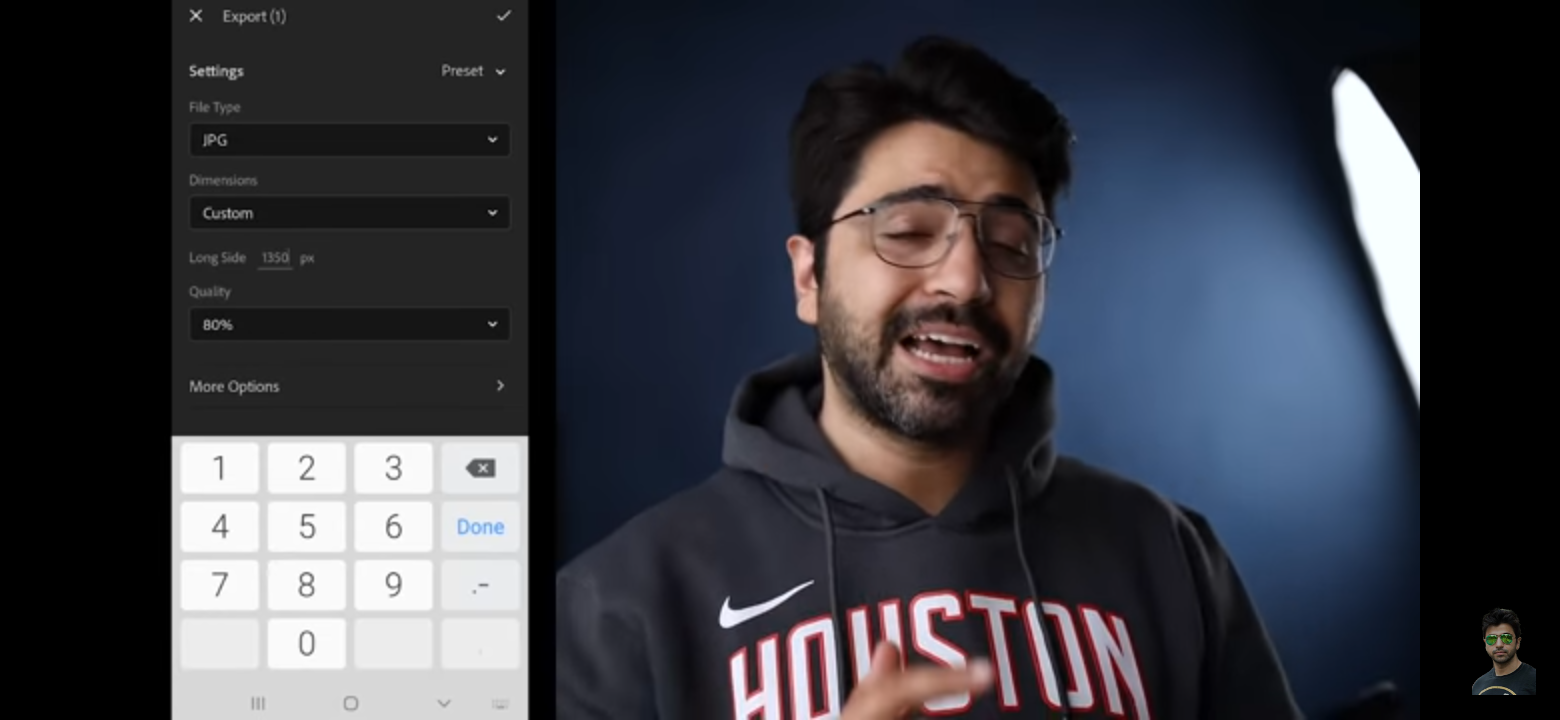 Export (1)
Settings
Preset
File Type
JPG
Dimensions
Custom
Long Side 1350 px
Quality
80%
More Options
1 2 3
4 5 6 Done
7 8 9 .-
0
HOUSTON